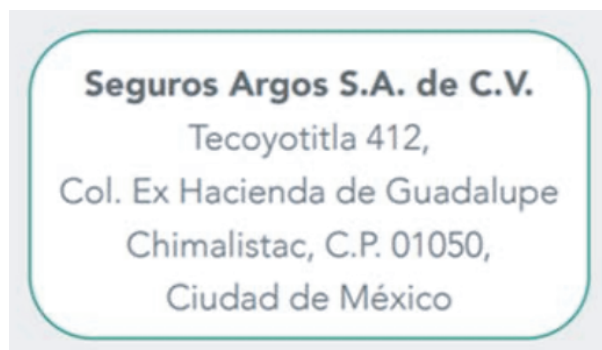 Seguros Argos S.A. de C.V.
Tecoyotitla 412,
Col. Ex Hacienda de Guadalupe
Chimalistac, C.P. 01050,
Ciudad de México